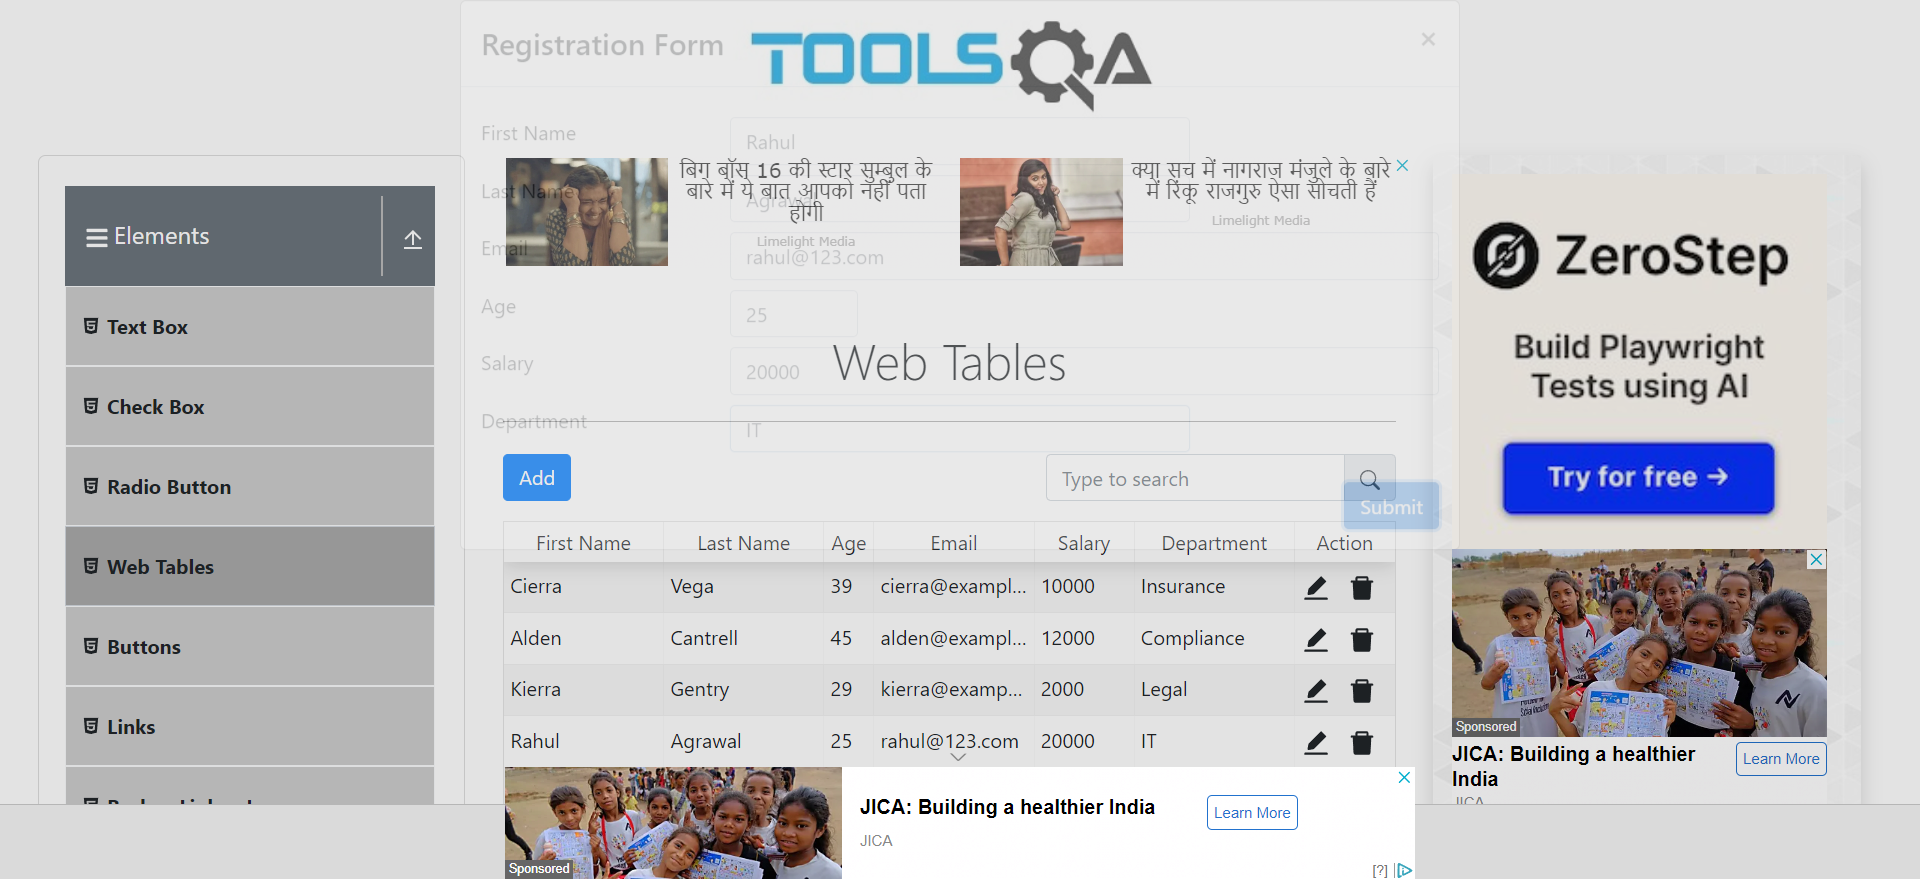 Registration Form
TOOLSQA
×
First Name
Rahul
Last Name
Agrawal
Email
rahul@123.com
Age
25
Salary
20000
Department
IT
Submit
बिग बॉस 16 की स्टार सुम्बुल के
बारे में ये बात आपको नहीं पता
होगी
Limelight Media
क्या सच में नागराज मंजुले के बारे
में रिंकू राजगुरु ऐसा सोचती हैं
Limelight Media
Elements
Text Box
Check Box
Radio Button
Web Tables
Buttons
Links
Web Tables
Add
Type to search
First Name Last Name Age Email Salary Department Action
Cierra Vega 39 cierra@exampl... 10000 Insurance
Alden Cantrell 45 alden@exampl... 12000 Compliance
Kierra Gentry 29 kierra@examp... 2000 Legal
Rahul Agrawal 25 rahul@123.com 20000 IT
ZeroStep
Build Playwright
Tests using AI
Try for free →
Sponsored
JICA: Building a healthier
India
Learn More
JICA
Sponsored
JICA: Building a healthier India
JICA
Learn More
[?]